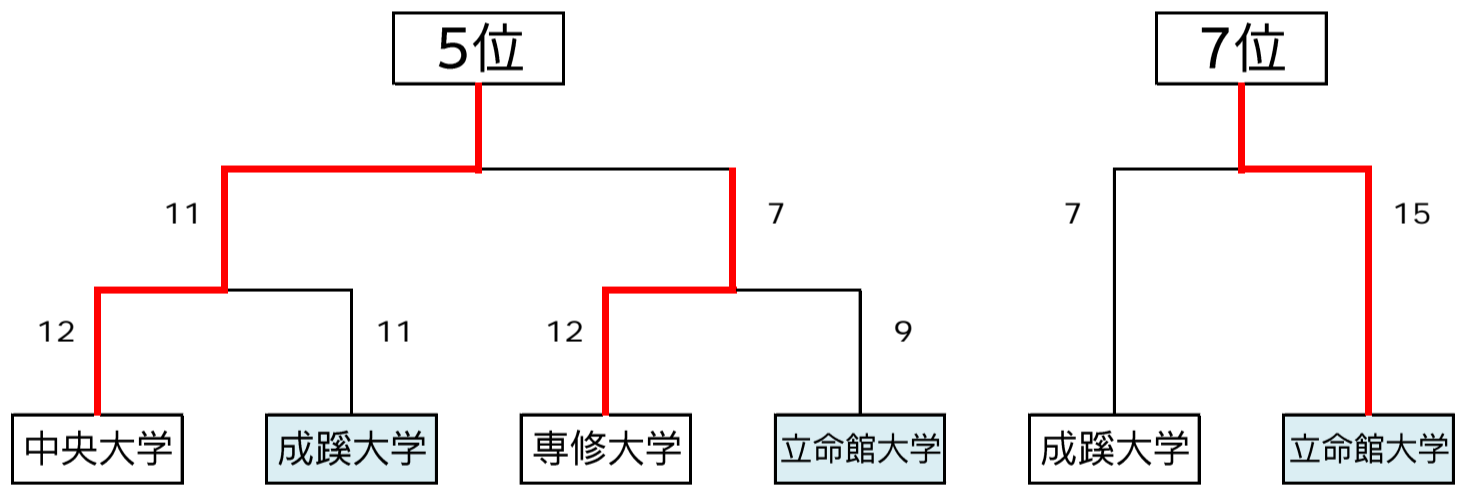 5位 7位
11 7 7 15
12 11 12 9
中央大学 成蹊大学 専修大学 立命館大学 成蹊大学 立命館大学